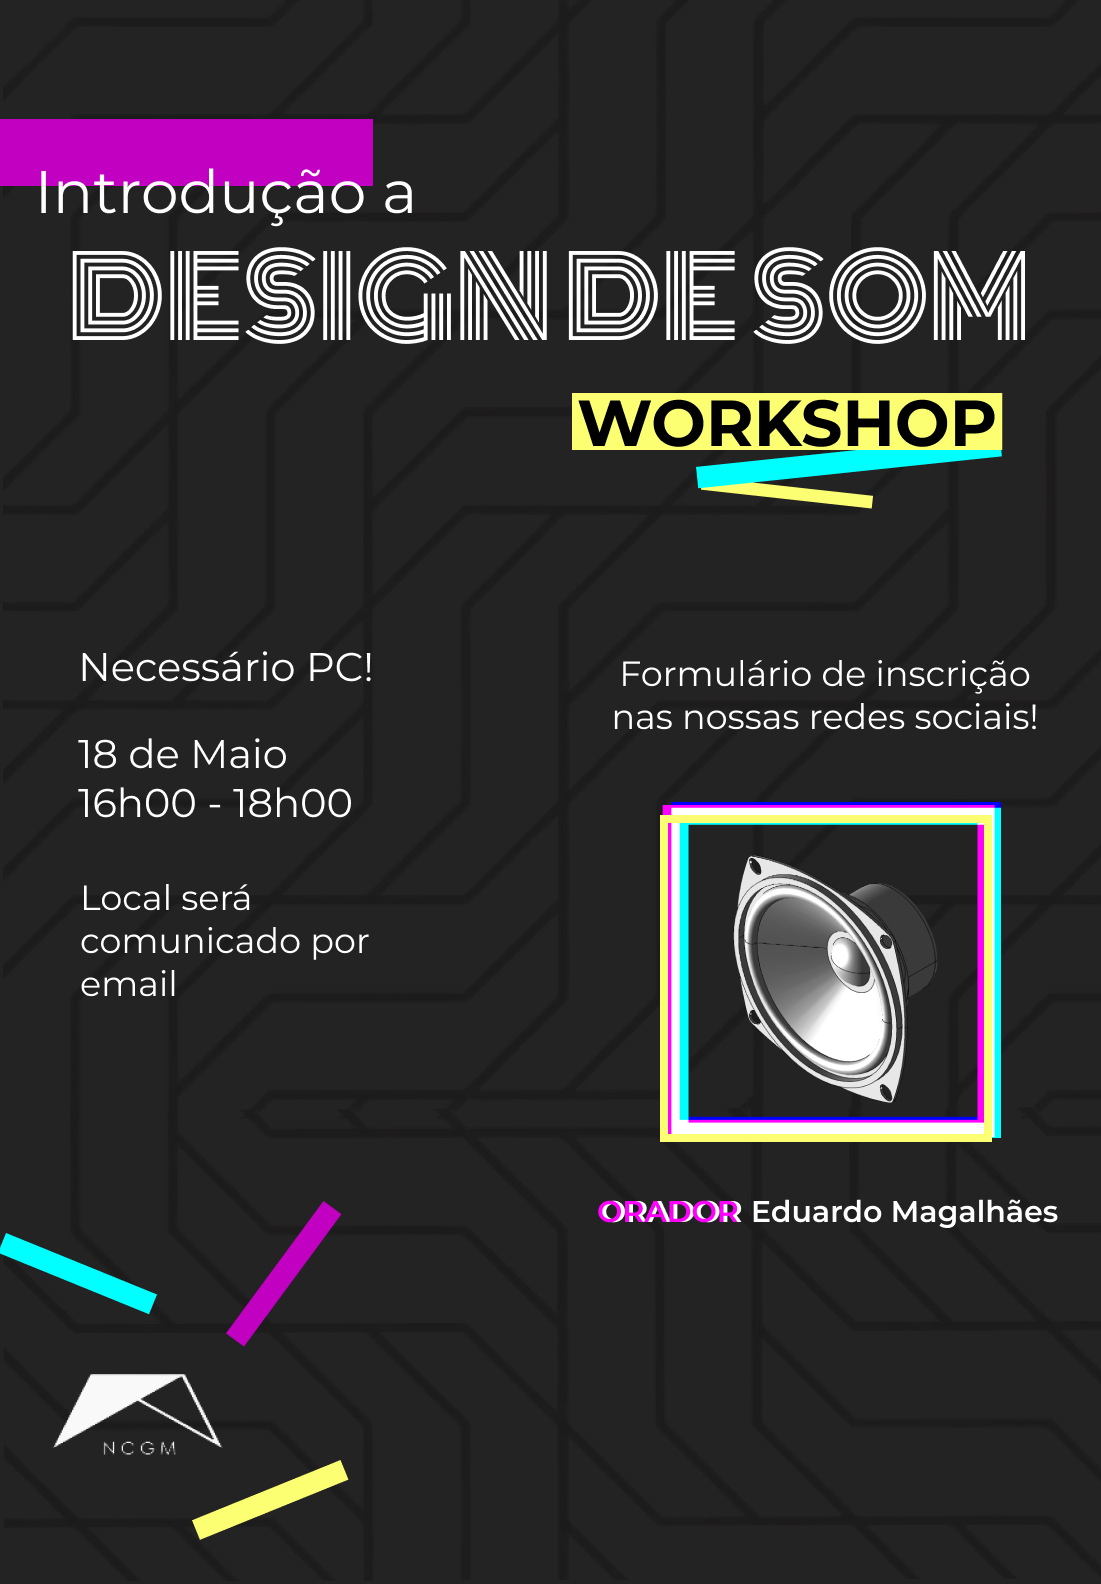 Introdução a
DESIGN DE SOM
WORKSHOP
Necessário PC!
18 de Maio
16h00 - 18h00
Local será
comunicado por
email
Formulário de inscrição
nas nossas redes sociais!
ORADOR Eduardo Magalhães
NCGM